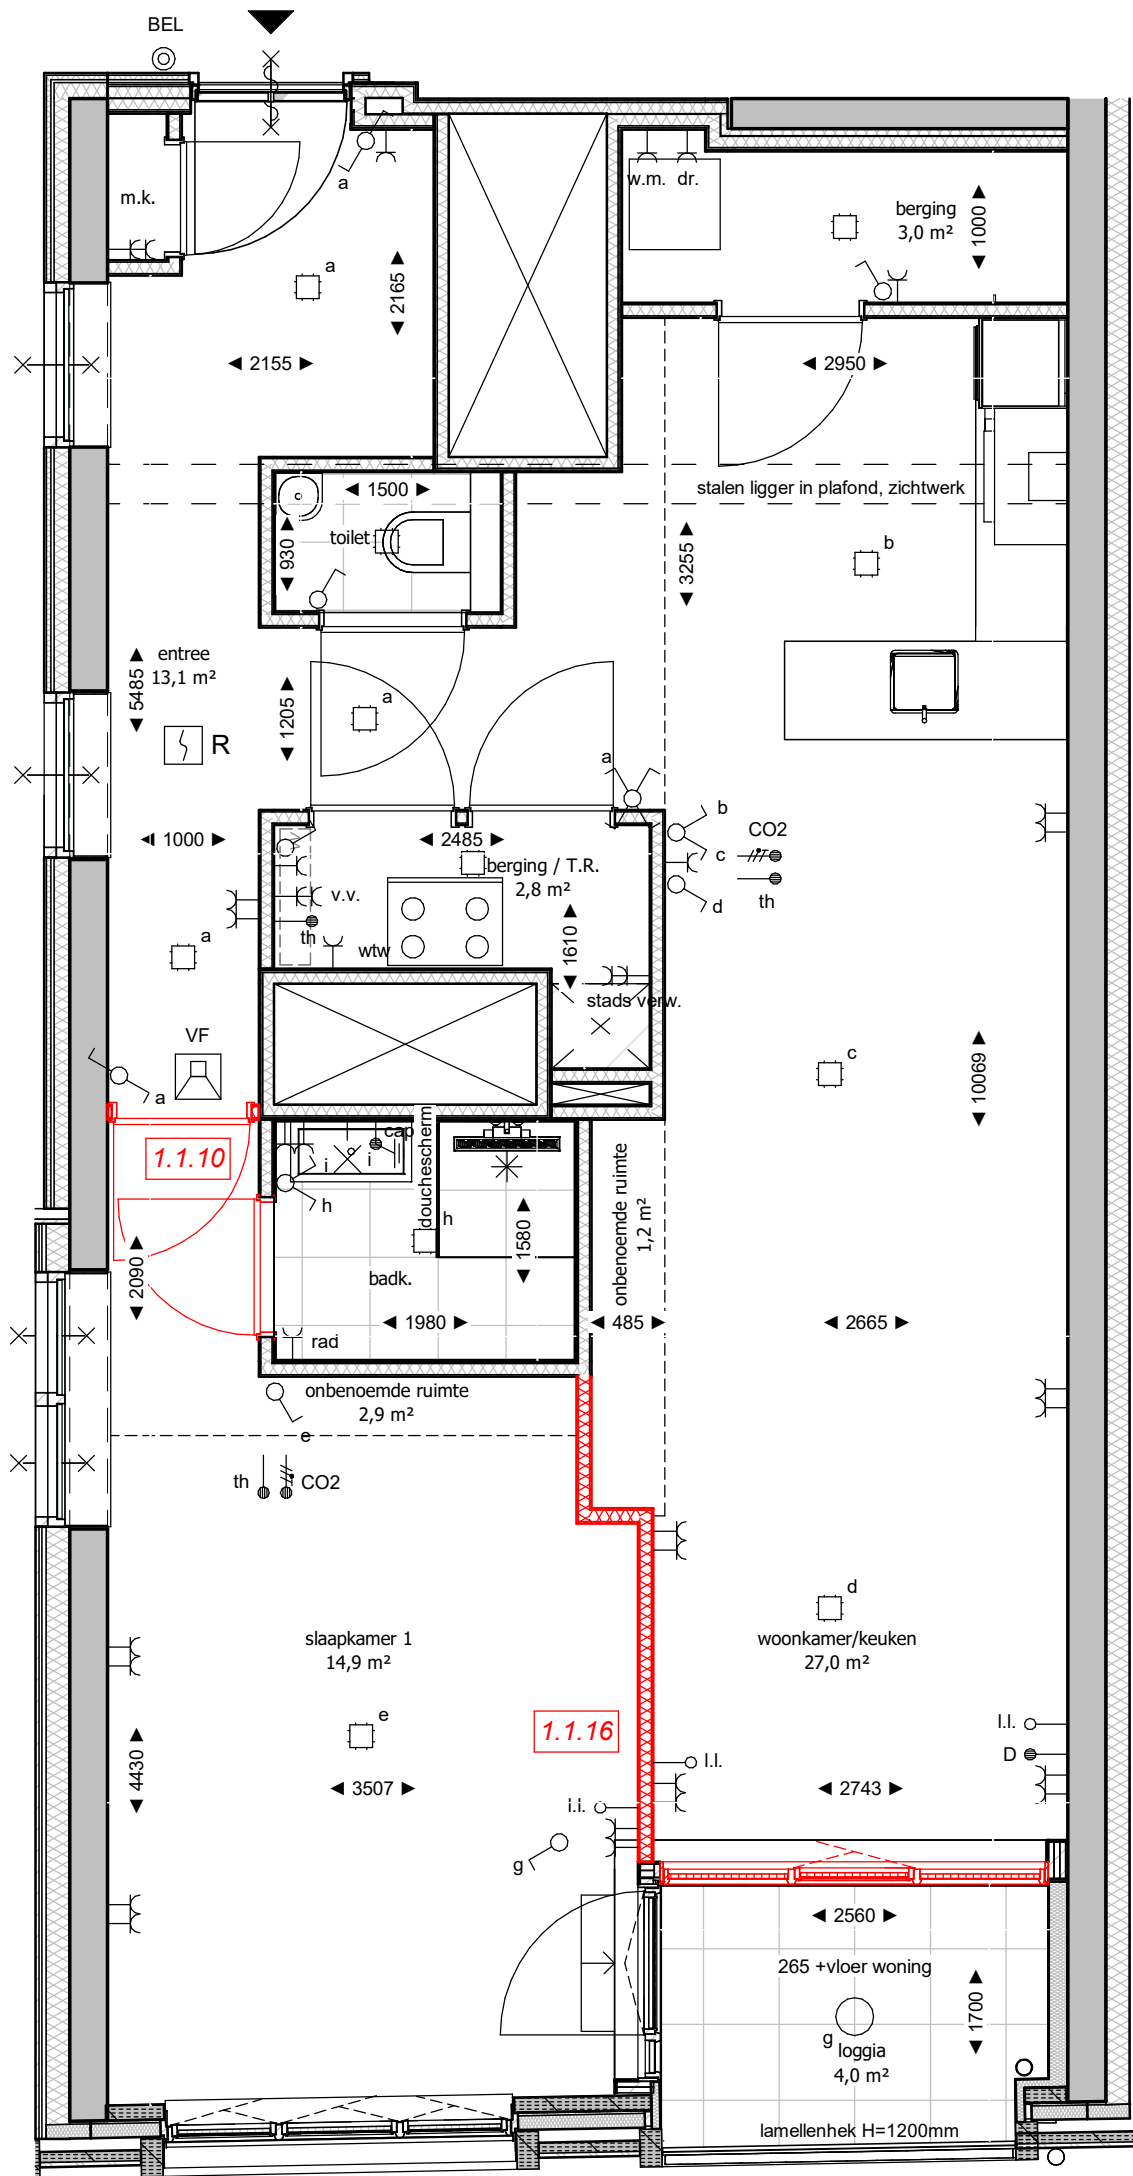 BEL
m.k.
a
w.m. dr.
berging
3,0 m²
1000
a
2165
2155
2950
stalen ligger in plafond, zichtwerk
1500
toilet
930
3255
b
entree
13,1 m²
5485
1205
a
R
a
b
CO2
c
th
d
1000
2485
berging / T.R.
2,8 m²
v.v.
th
wtw
1610
stads verw.
a
VF
a
c
10069
1.1.10
cap
i
i
h
douchescherm
h
1580
onbenoemde ruimte
1,2 m²
2090
badk.
1980
485
2665
rad
onbenoemde ruimte
2,9 m²
e
th
CO2
d
slaapkamer 1
14,9 m²
woonkamer/keuken
27,0 m²
1.1.16
e
l.l.
D
l.l.
4430
3507
2743
l.l.
g
2560
265 +vloer woning
1700
g
loggia
4,0 m²
lamellenhek H=1200mm